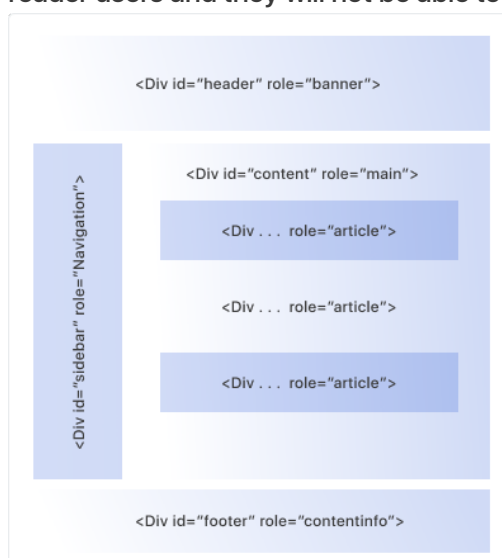 reader users and they will not be able to
<Div id="header" role="banner">
<Div id="sidebar" role="Navigation">
<Div id="content" role="main">
<Div . . .  role="article">
<Div . . .  role="article">
<Div . . .  role="article">
<Div id="footer" role="contentinfo">